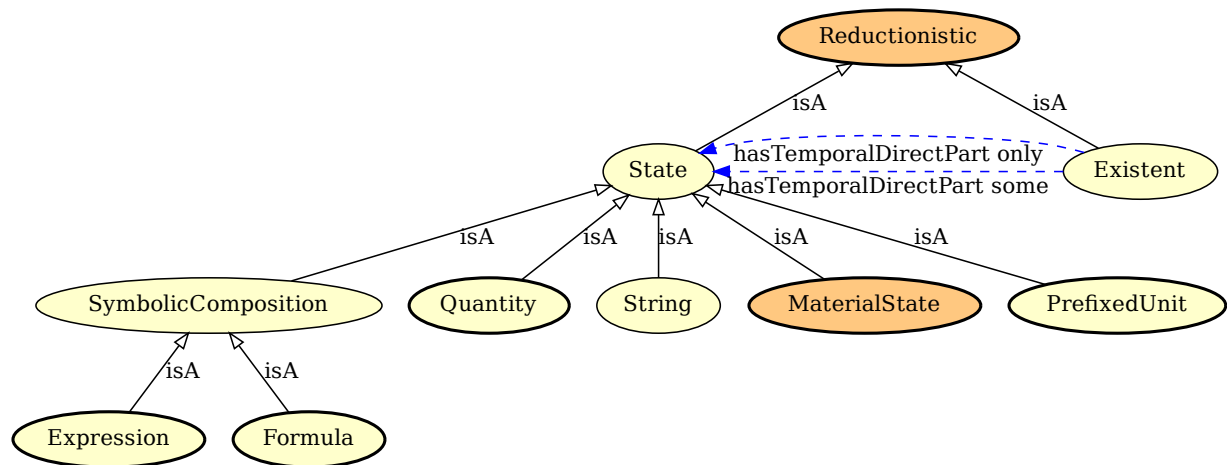 Reductionistic
isA
isA
hasTemporalDirectPart only
State
Existent
hasTemporalDirectPart some
isA
isA
isA
isA
isA
SymbolicComposition
Quantity
String
MaterialState
PrefixedUnit
isA
isA
Expression
Formula